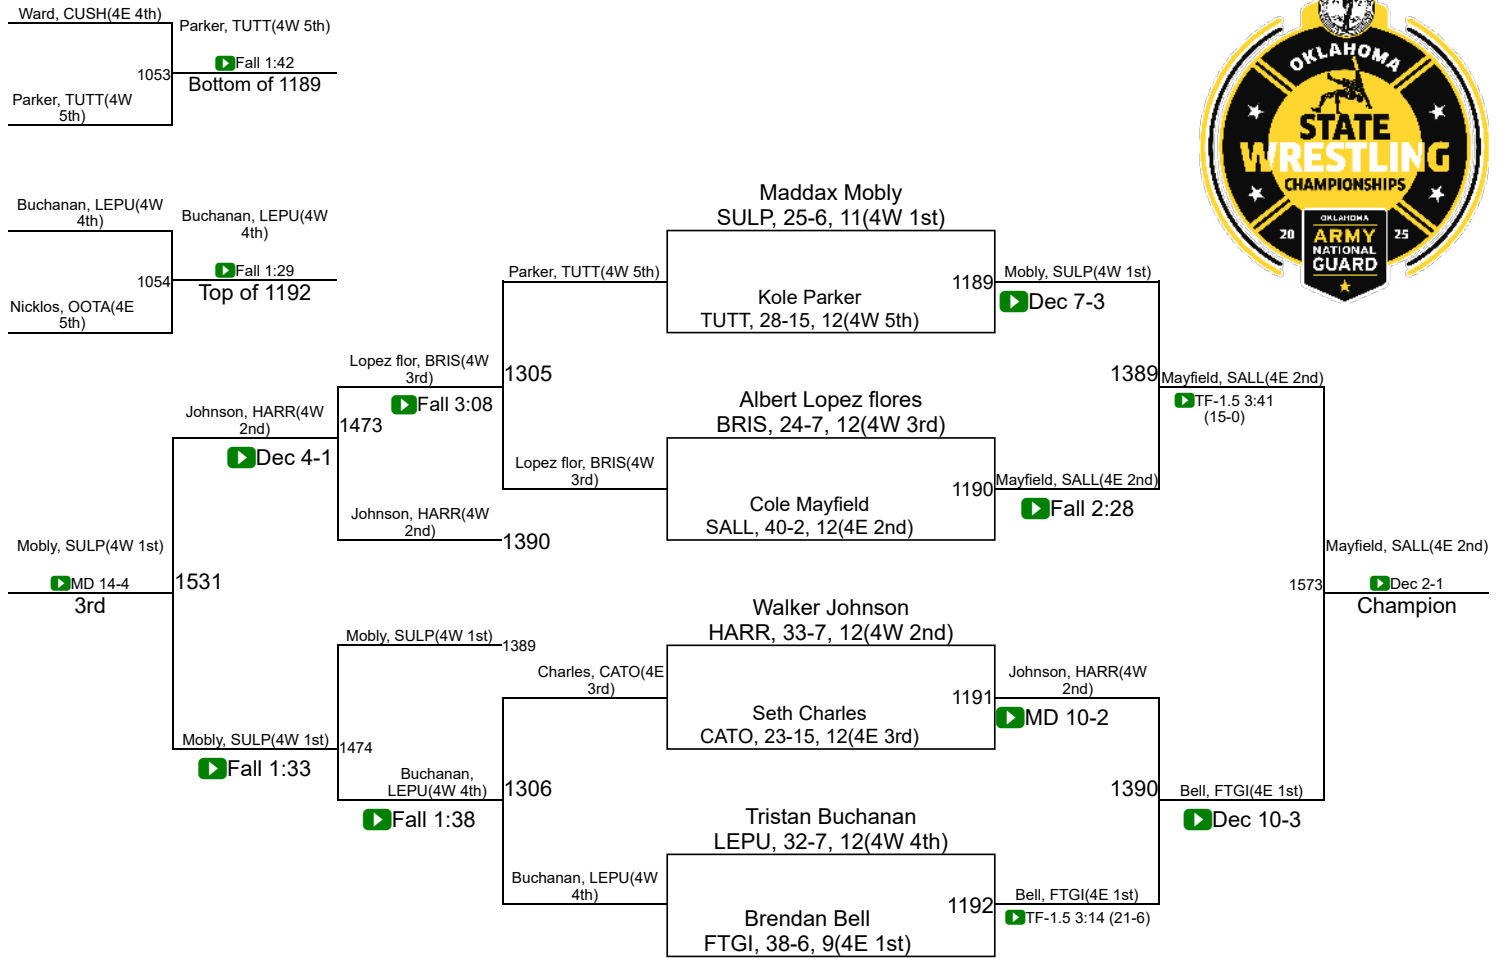 Ward, CUSH(4E 4th)
Parker, TUTT(4W 5th)
Fall 1:42
1053
Bottom of 1189
Parker, TUTT(4W
5th)
Buchanan, LEPU(4W
4th)
Buchanan, LEPU(4W
4th)
Fall 1:29
1054
Top of 1192
Nicklos, OOTA(4E
5th)
OKLAHOMA
STATE
WRESTLING
CHAMPIONSHIPS
OKLAHOMA
20 ARMY 25
NATIONAL
GUARD
Maddax Mobly
SULP, 25-6, 11(4W 1st)
Parker, TUTT(4W 5th)
1189
Mobly, SULP(4W 1st)
Dec 7-3
Kole Parker
TUTT, 28-15, 12(4W 5th)
Lopez flor, BRIS(4W
3rd)
1305
Fall 3:08
1389
Mayfield, SALL(4E 2nd)
TF-1.5 3:41
(15-0)
Albert Lopez flores
BRIS, 24-7, 12(4W 3rd)
Johnson, HARR(4W
2nd)
1473
Dec 4-1
Lopez flor, BRIS(4W
3rd)
1190
Mayfield, SALL(4E 2nd)
Fall 2:28
Cole Mayfield
SALL, 40-2, 12(4E 2nd)
Johnson, HARR(4W
2nd)
1390
Mobly, SULP(4W 1st)
MD 14-4
1531
3rd
Mayfield, SALL(4E 2nd)
1573
Dec 2-1
Champion
Walker Johnson
HARR, 33-7, 12(4W 2nd)
Mobly, SULP(4W 1st)
1389
Charles, CATO(4E
3rd)
1191
Johnson, HARR(4W
2nd)
MD 10-2
Seth Charles
CATO, 23-15, 12(4E 3rd)
Mobly, SULP(4W 1st)
1474
Fall 1:33
Buchanan,
LEPU(4W 4th)
1306
Fall 1:38
1390
Bell, FTGI(4E 1st)
Dec 10-3
Tristan Buchanan
LEPU, 32-7, 12(4W 4th)
Buchanan, LEPU(4W
4th)
1192
Bell, FTGI(4E 1st)
TF-1.5 3:14 (21-6)
Brendan Bell
FTGI, 38-6, 9(4E 1st)